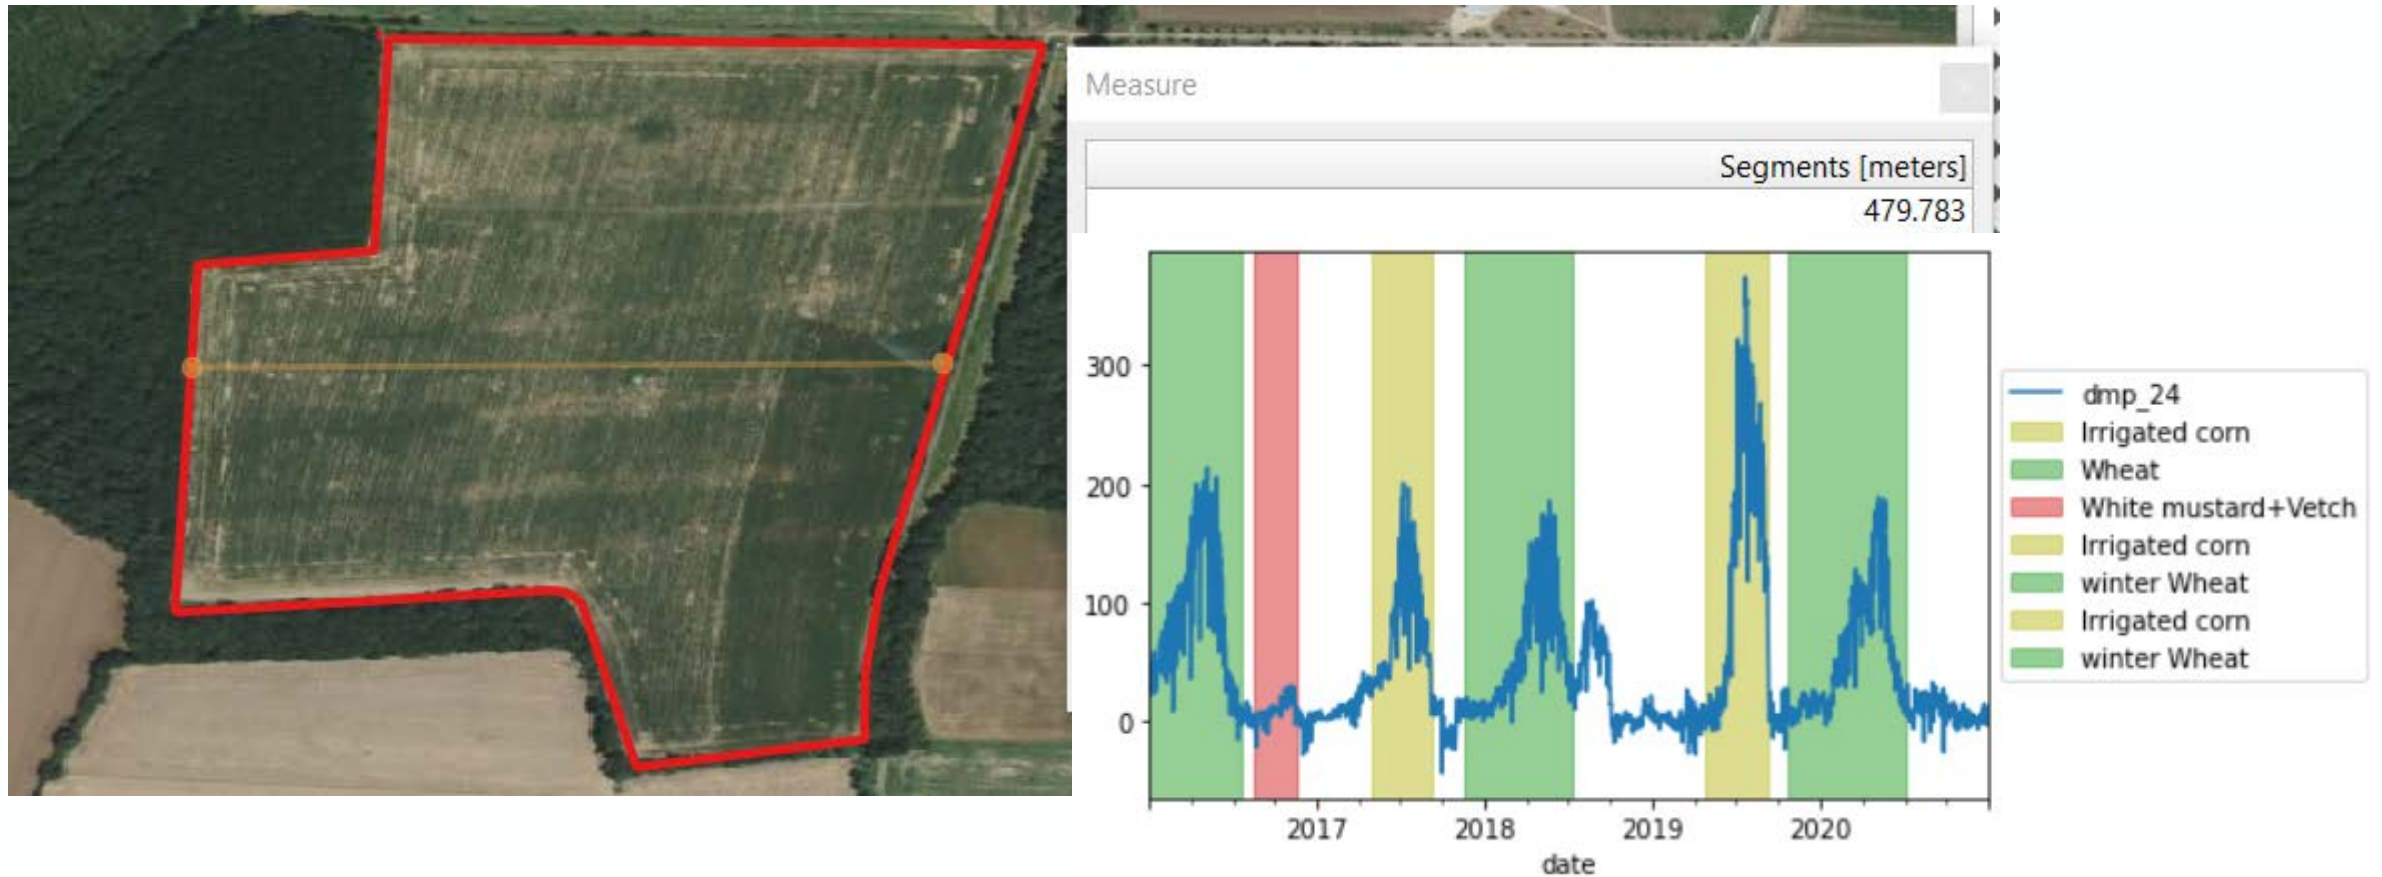 Measure
Segments [meters]
479.783
300
200
100
0
2017 2018 2019 2020
date
dmp_24
Irrigated corn
Wheat
White mustard+Vetch
Irrigated corn
winter Wheat
Irrigated corn
winter Wheat